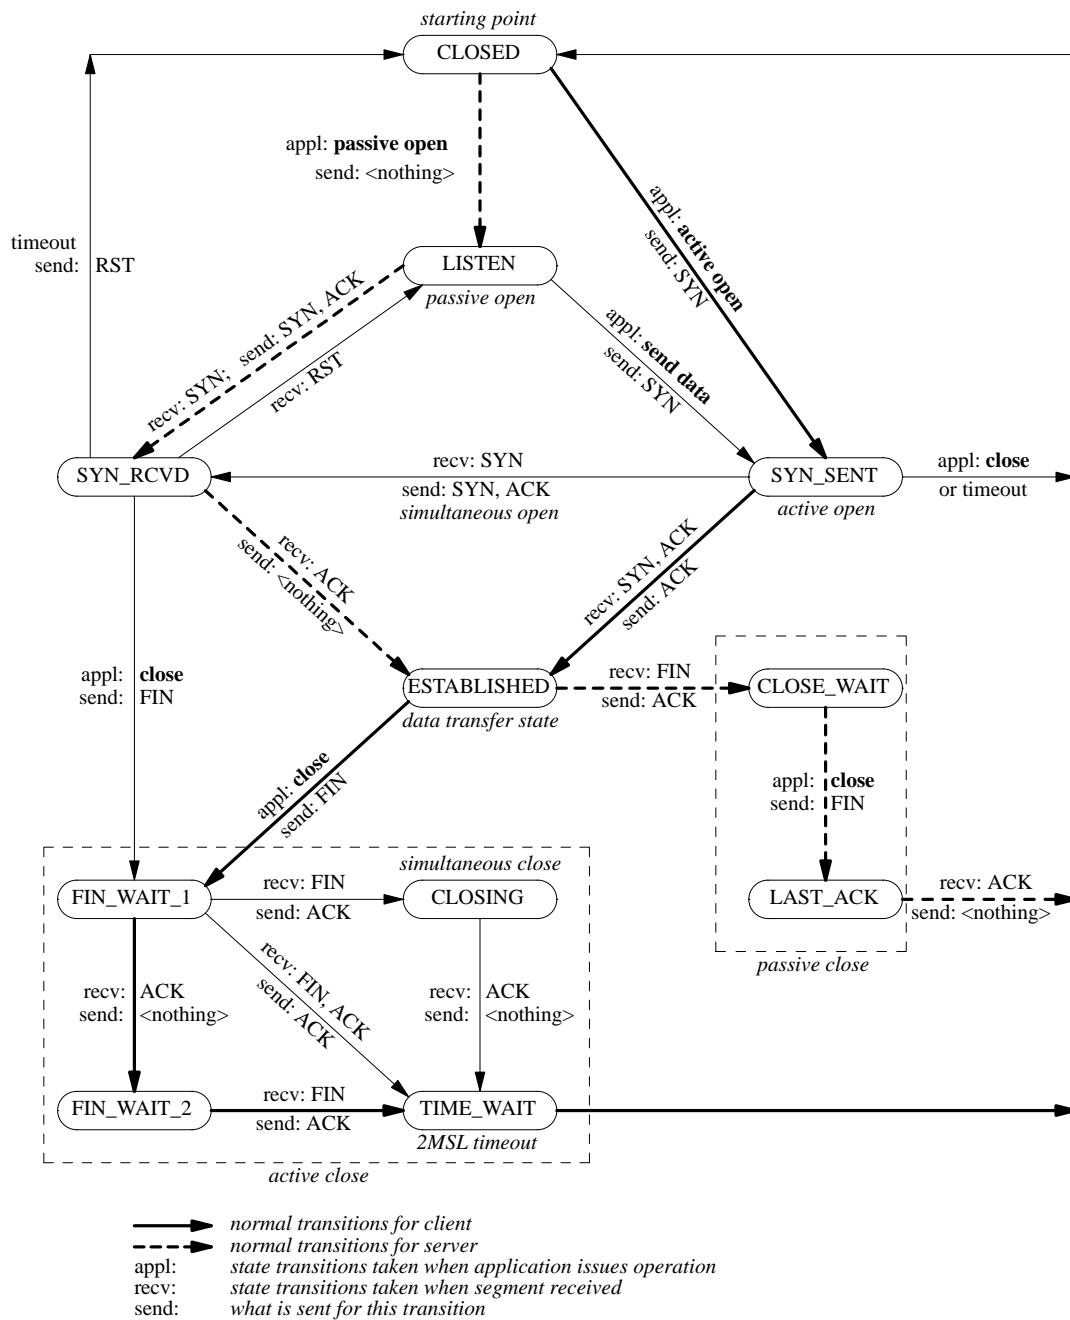 starting point
CLOSED
appl: passive open
send: <nothing>
appl: active open
send: SYN
timeout
send: RST
LISTEN
passive open
recv: SYN; send: SYN, ACK
recv: RST
appl: send data
send: SYN
SYN_RCVD
recv: SYN
send: SYN, ACK
simultaneous open
SYN_SENT
active open
appl: close
or timeout
recv: ACK
send: <nothing>
recv: SYN, ACK
send: ACK
appl: close
send: FIN
ESTABLISHED
data transfer state
recv: FIN
send: ACK
CLOSE_WAIT
appl: close
send: FIN
appl: close
send: FIN
simultaneous close
FIN_WAIT_1
recv: FIN
send: ACK
CLOSING
LAST_ACK
recv: ACK
send: <nothing>
passive close
recv: ACK
send: <nothing>
recv: FIN, ACK
send: ACK
recv: ACK
send: <nothing>
FIN_WAIT_2
recv: FIN
send: ACK
TIME_WAIT
2MSL timeout
active close
normal transitions for client
normal transitions for server
appl: state transitions taken when application issues operation
recv: state transitions taken when segment received
send: what is sent for this transition